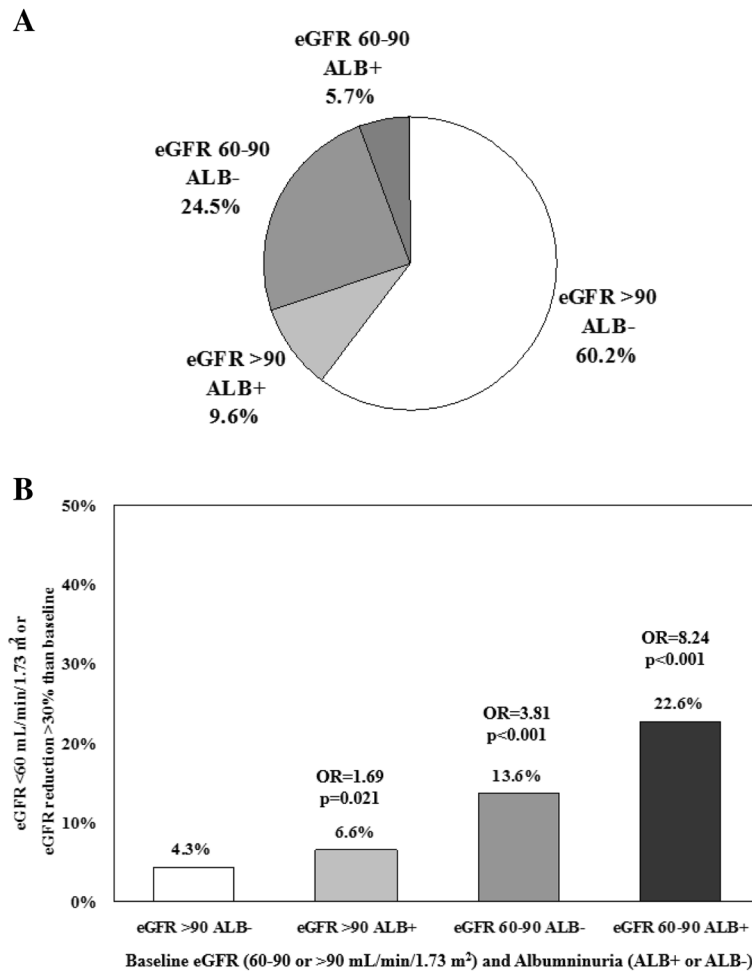 A
eGFR 60-90
ALB+
5.7%
eGFR 60-90
ALB-
24.5%
eGFR >90
ALB-
60.2%
eGFR >90
ALB+
9.6%
B
eGFR <60 mL/min/1.73 m² or
eGFR reduction >30% than baseline
50%
40%
30%
20%
10%
0%
4.3%
OR=1.69
p=0.021
6.6%
OR=3.81
p<0.001
13.6%
OR=8.24
p<0.001
22.6%
eGFR >90 ALB-
eGFR >90 ALB+
eGFR 60-90 ALB-
eGFR 60-90 ALB+
Baseline eGFR (60-90 or >90 mL/min/1.73 m²) and Albumninuria (ALB+ or ALB-)